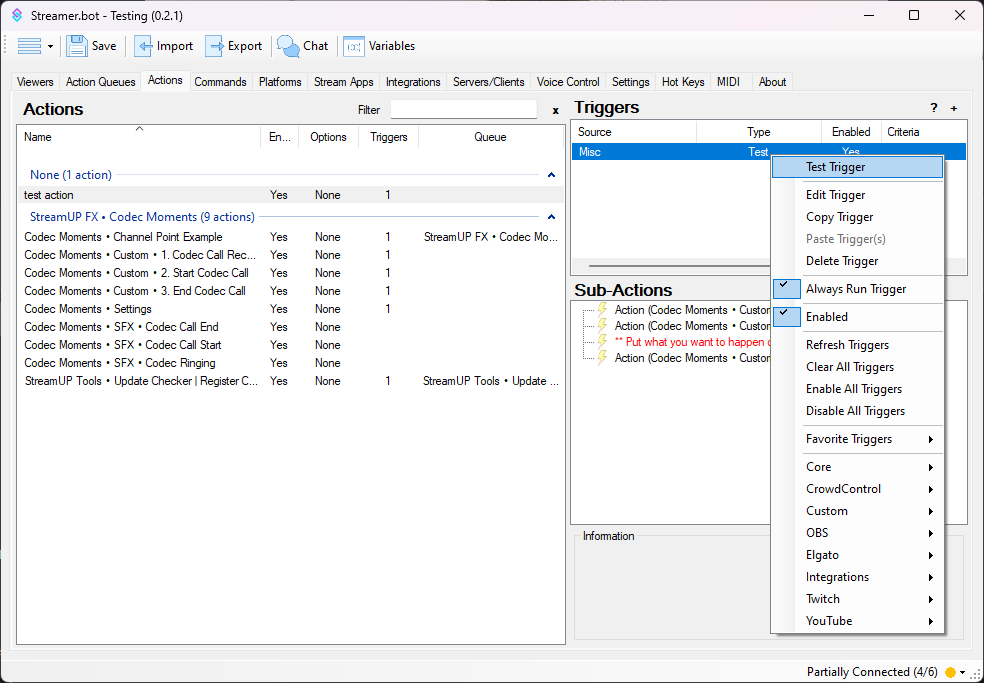 Streamer.bot - Testing (0.2.1)
Save Import Export Chat Variables
Viewers Action Queues Actions Commands Platforms Stream Apps Integrations Servers/Clients Voice Control Settings Hot Keys MIDI About
Actions
Filter
x
Name En... Options Triggers Queue
None (1 action)
test action Yes None 1
StreamUP FX • Codec Moments (9 actions)
Codec Moments • Channel Point Example Yes None 1 StreamUP FX • Codec Mo...
Codec Moments • Custom • 1. Codec Call Rec... Yes None 1
Codec Moments • Custom • 2. Start Codec Call Yes None 1
Codec Moments • Custom • 3. End Codec Call Yes None 1
Codec Moments • Settings Yes None 1
Codec Moments • SFX • Codec Call End Yes None
Codec Moments • SFX • Codec Call Start Yes None
Codec Moments • SFX • Codec Ringing Yes None
StreamUP Tools • Update Checker | Register C... Yes None 1 StreamUP Tools • Update ...
Triggers
? +
Source Type Enabled Criteria
Misc Test Yes
Sub-Actions
Action (Codec Moments • Custom
Action (Codec Moments • Custom
** Put what you want to happen
Action (Codec Moments • Custom
Information
Test Trigger
Edit Trigger
Copy Trigger
Paste Trigger(s)
Delete Trigger
Always Run Trigger
Enabled
Refresh Triggers
Clear All Triggers
Enable All Triggers
Disable All Triggers
Favorite Triggers
Core
CrowdControl
Custom
OBS
Elgato
Integrations
Twitch
YouTube
Partially Connected (4/6)